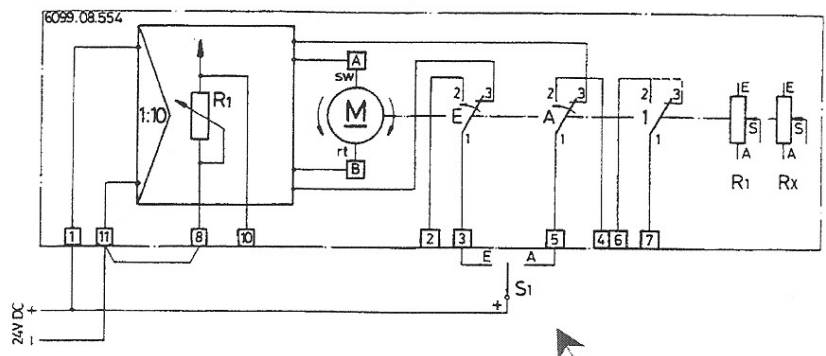 6099.08.554
1:10
R1
A
sw
M
rt
B
2 3
E
1
2 3
A
1
2 3
1
1
E
S
A
R1
E
S
A
Rx
1 11 8 10 2 3 5 4 6 7
E A
S1
+
24V DC +
-